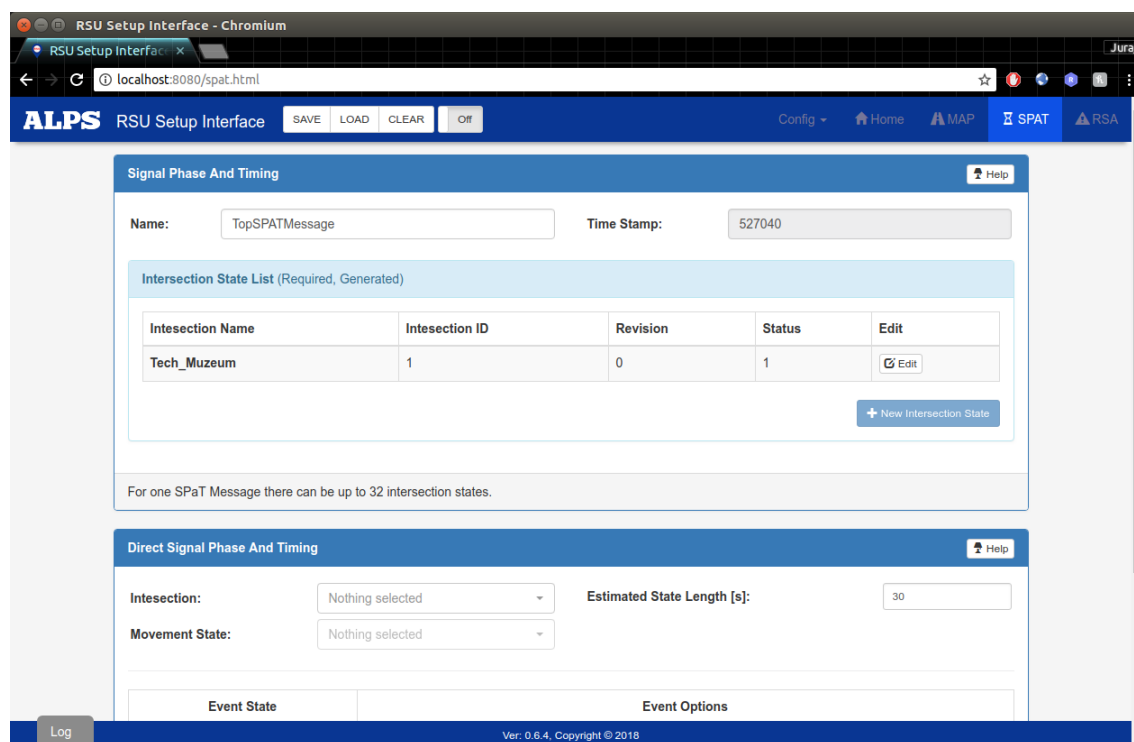 RSU Setup Interface - Chromium
RSU Setup Interface ×
Jura
localhost:8080/spat.html
ALPS RSU Setup Interface SAVE LOAD CLEAR Off Config Home MAP SPAT RSA
Signal Phase And Timing Help
Name: TopSPATMessage Time Stamp: 527040
Intersection State List (Required, Generated)
Intesection Name Intesection ID Revision Status Edit
Tech_Muzeum 1 0 1 Edit
+ New Intersection State
For one SPaT Message there can be up to 32 intersection states.
Direct Signal Phase And Timing Help
Intesection: Nothing selected Estimated State Length [s]: 30
Movement State: Nothing selected
Event State Event Options
Log Ver: 0.6.4, Copyright © 2018